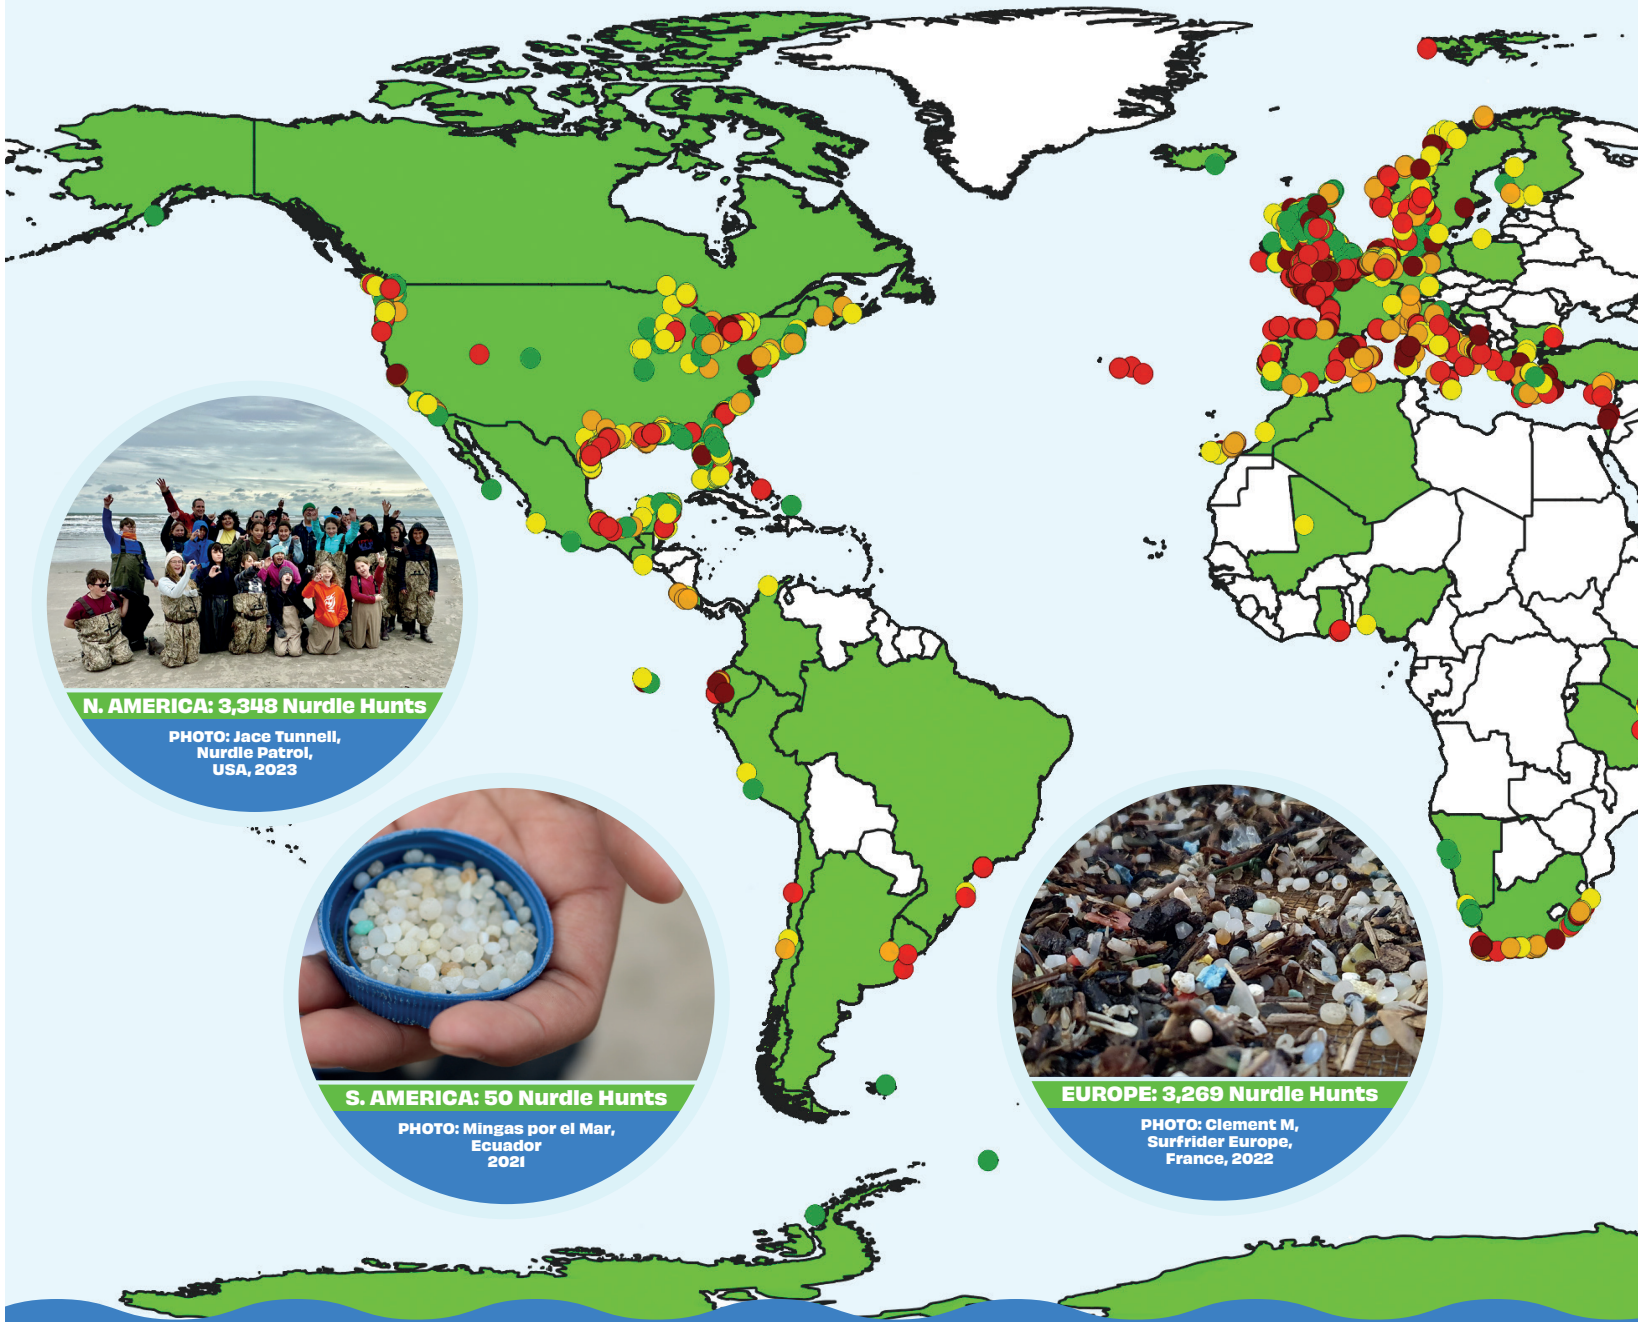 N. AMERICA: 3,348 Nurdle Hunts
PHOTO: Jace Tunnell,
Nurdle Patrol,
USA, 2023
S. AMERICA: 50 Nurdle Hunts
PHOTO: Mingas por el Mar,
Ecuador
2021
EUROPE: 3,269 Nurdle Hunts
PHOTO: Clement M,
Surfrider Europe,
France, 2022